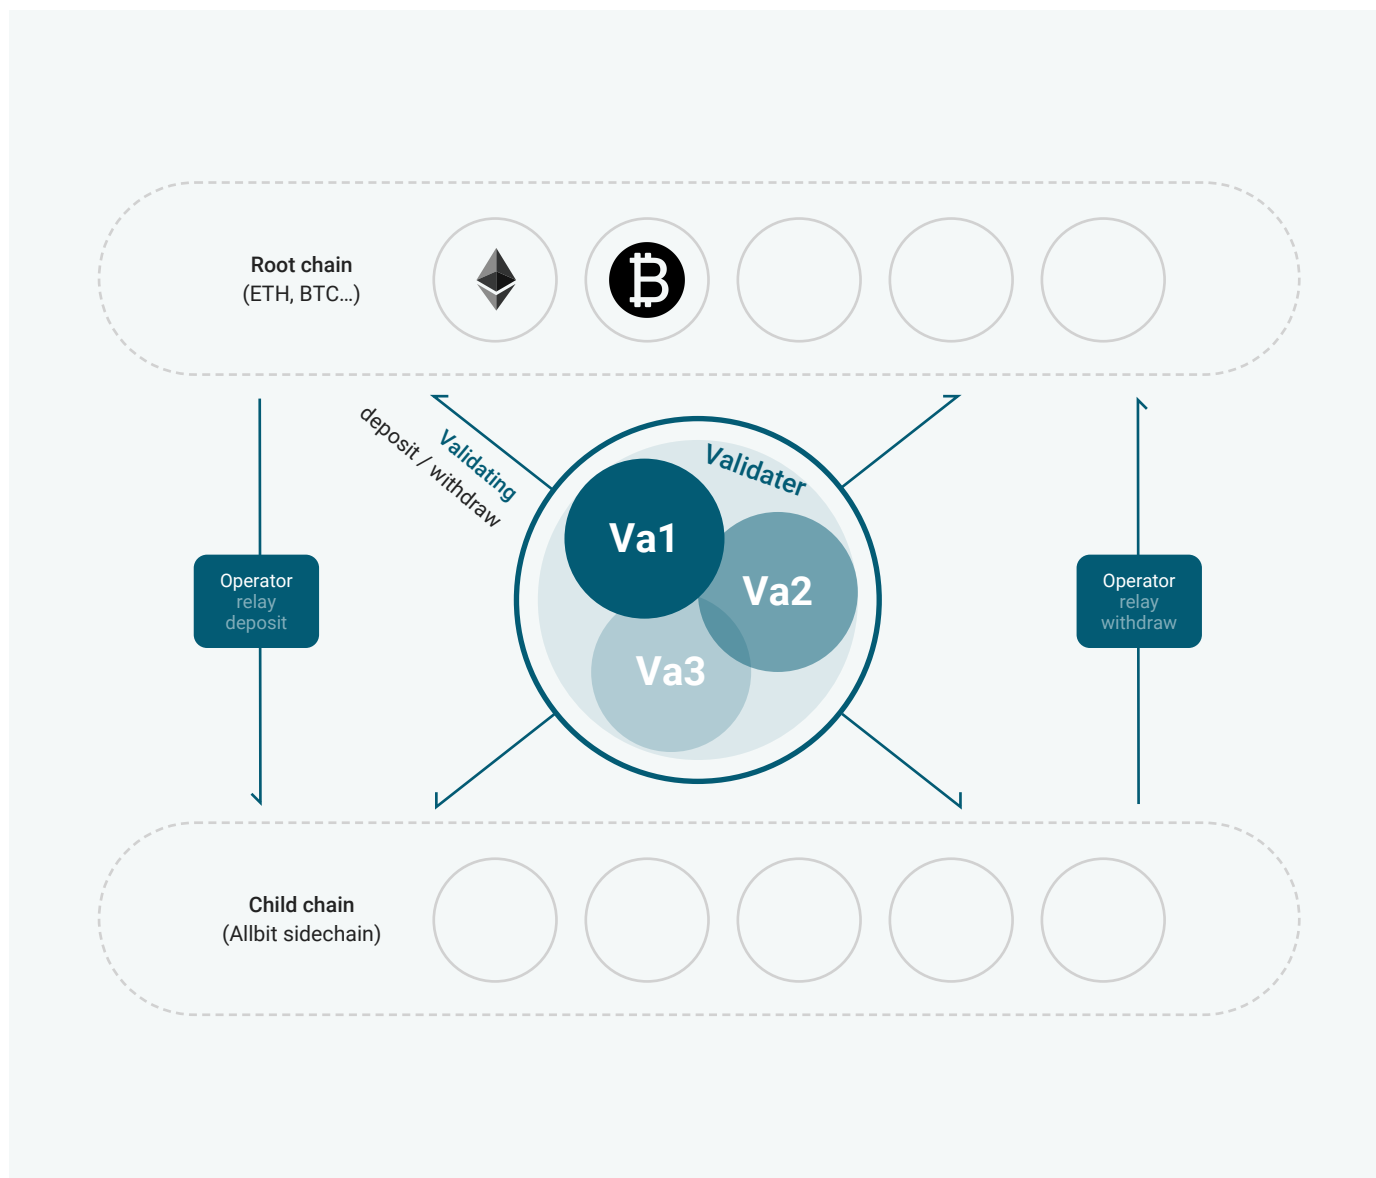 Root chain
(ETH, BTC...)
Validating
deposit / withdraw
Validater
Va1
Va2
Va3
Operator
relay
deposit
Operator
relay
withdraw
Child chain
(Allbit sidechain)